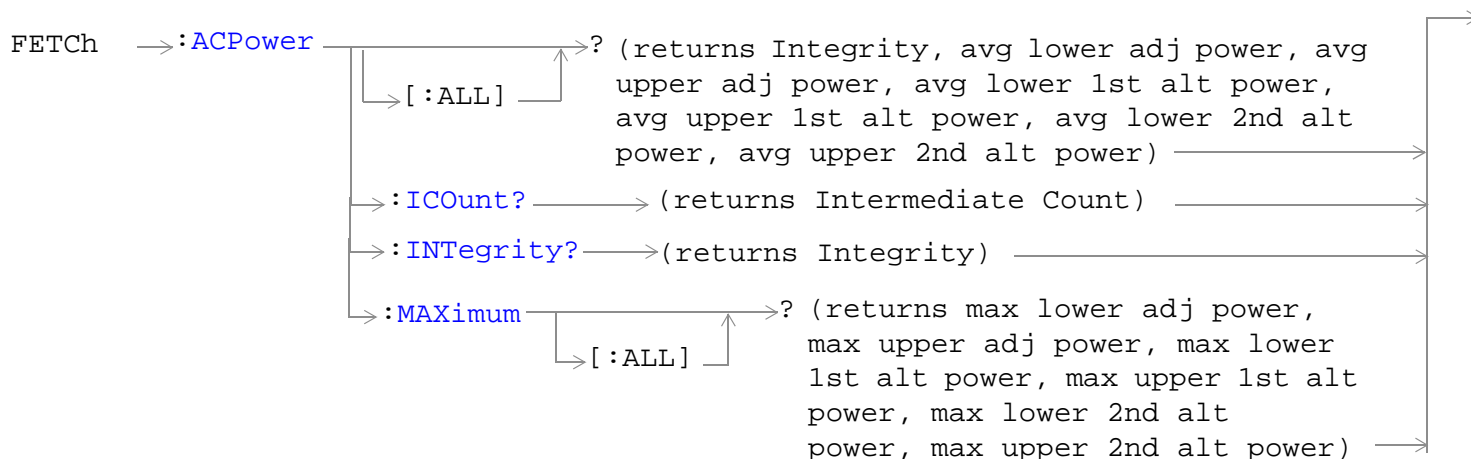 FETCh :ACPower ? (returns Integrity, avg lower adj power, avg
[:ALL] upper adj power, avg lower 1st alt power,
avg upper 1st alt power, avg lower 2nd alt
power, avg upper 2nd alt power)
:ICOunt? (returns Intermediate Count)
:INTegrity? (returns Integrity)
:MAXimum ? (returns max lower adj power,
[:ALL] max upper adj power, max lower
1st alt power, max upper 1st alt
power, max lower 2nd alt
power, max upper 2nd alt power)